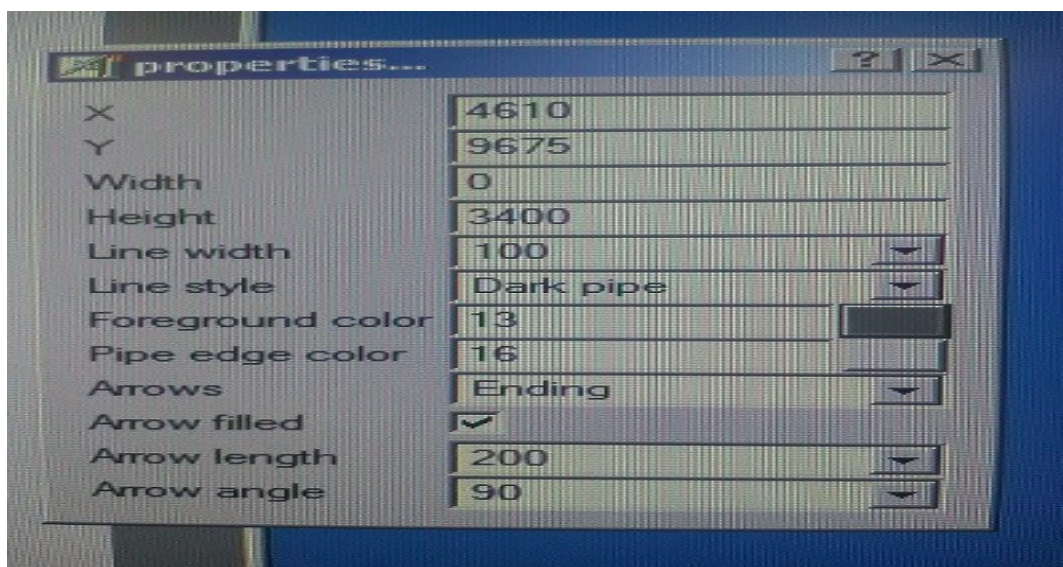 properties...
?
X 4610
Y 9675
Width 0
Height 3400
Line width 100
Line style Dark pipe
Foreground color 13
Pipe edge color 16
Arrows Ending
Arrow filled
Arrow length 200
Arrow angle 90